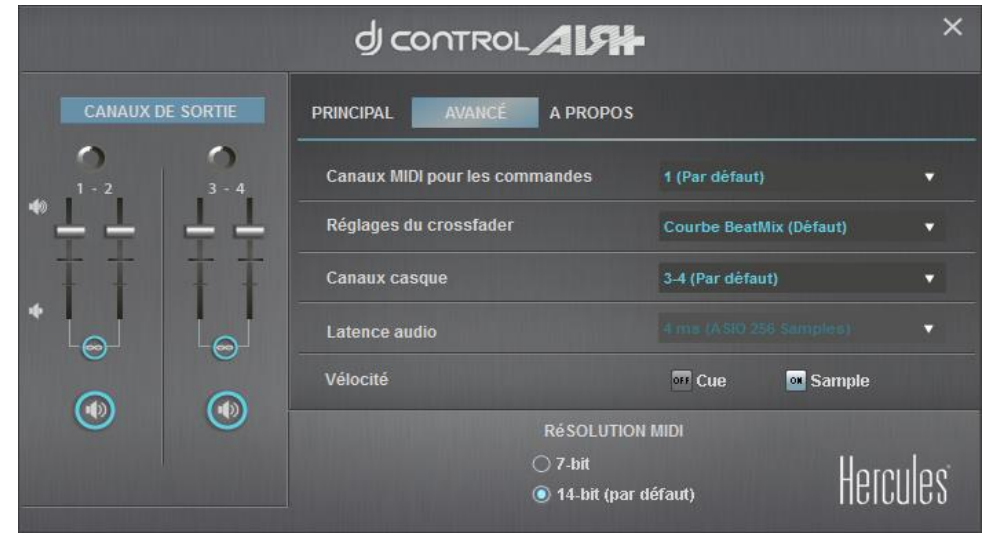 dj CONTROL AIR+
CANAUX DE SORTIE
1 - 2
3 - 4
PRINCIPAL AVANCÉ A PROPOS
Canaux MIDI pour les commandes 1 (Par défaut)
Réglages du crossfader Courbe BeatMix (Défaut)
Canaux casque 3-4 (Par défaut)
Latence audio 4 ms (ASIO 256 Samples)
Vélocité OFF Cue ON Sample
RéSOLUTION MIDI
7-bit
14-bit (par défaut)
Hercules